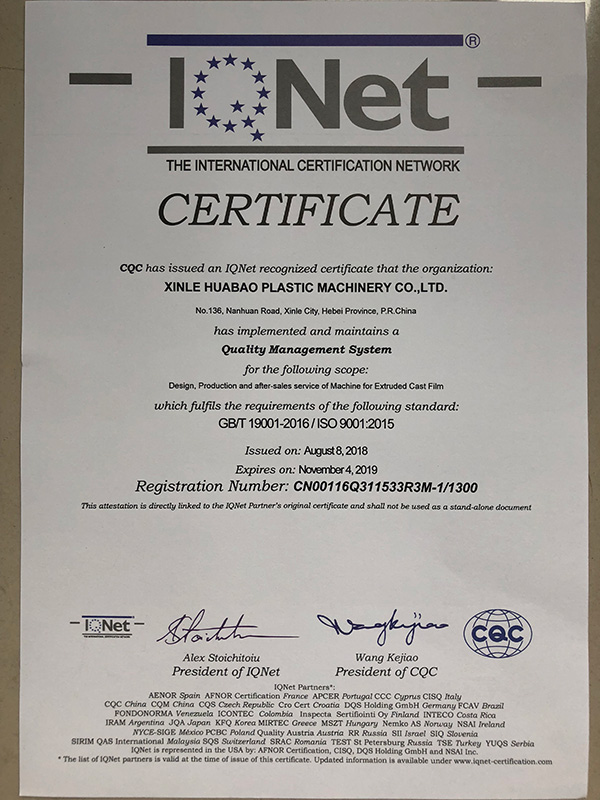 IQNet®
THE INTERNATIONAL CERTIFICATION NETWORK
CERTIFICATE
CQC has issued an IQNet recognized certificate that the organization:
XINLE HUABAO PLASTIC MACHINERY CO.,LTD.
No.136, Nanhuan Road, Xinle City, Hebei Province, P.R.China
has implemented and maintains a
Quality Management System
for the following scope:
Design, Production and after-sales service of Machine for Extruded Cast Film
which fulfils the requirements of the following standard:
GB/T 19001-2016 / ISO 9001:2015
Issued on: August 8, 2018
Expires on: November 4, 2019
Registration Number: CN00116Q311533R3M-1/1300
This attestation is directly linked to the IQNet Partner's original certificate and shall not be used as a stand-alone document
IQNet
THE INTERNATIONAL CERTIFICATION NETWORK
CQC
Alex Stoichitoiu
President of IQNet
Wang Kejiao
President of CQC
IQNet Partners*:
AENOR Spain AFNOR Certification France APCER Portugal CCC Cyprus CISQ Italy
CQC China CQM China CQS Czech Republic Cro Cert Croatia DQS Holding GmbH Germany FCAV Brazil
FONDONORMA Venezuela ICONTEC Colombia Inspecta Sertifiointi Oy Finland INTECO Costa Rica
IRAM Argentina JQA Japan KFQ Korea MIRTEC Greece MSZT Hungary Nemko AS Norway NSAI Ireland
NYCE-SIGE México PCBC Poland Quality Austria Austria RR Russia SII Israel SIQ Slovenia
SIRIM QAS International Malaysia SQS Switzerland SRAC Romania TEST St Petersburg Russia TSE Turkey YUQS Serbia
IQNet is represented in the USA by: AFNOR Certification, CISQ, DQS Holding GmbH and NSAI Inc.
* The list of IQNet partners is valid at the time of issue of this certificate. Updated information is available under www.iqnet-certification.com